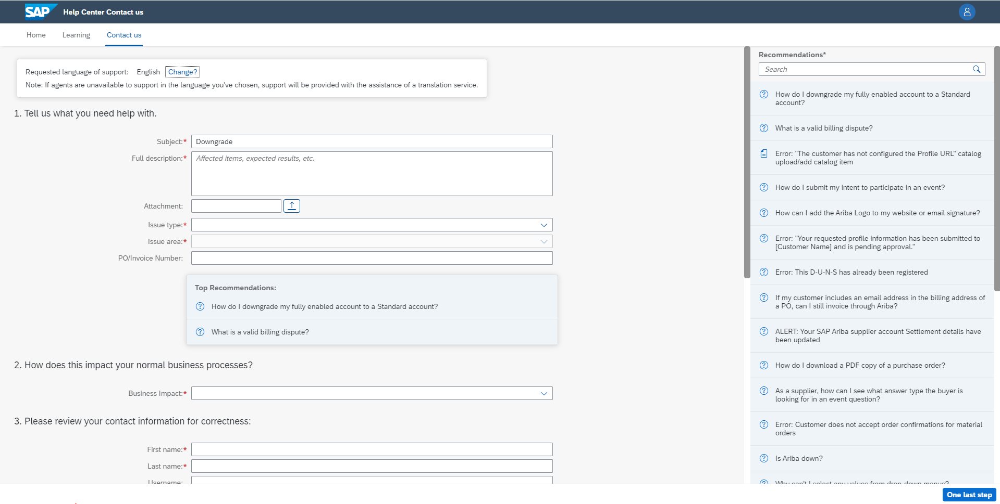 SAP Help Center Contact us
Home Learning Contact us
Requested language of support: English Change?
Note: If agents are unavailable to support in the language you've chosen, support will be provided with the assistance of a translation service.
1. Tell us what you need help with.
Subject:* Downgrade
Full description:* Affected items, expected results, etc.
Attachment:
Issue type:*
Issue area:*
PO/Invoice Number:
Top Recommendations:
How do I downgrade my fully enabled account to a Standard account?
What is a valid billing dispute?
2. How does this impact your normal business processes?
Business Impact:*
3. Please review your contact information for correctness:
First name:*
Last name:*
Username:
Recommendations*
Search
How do I downgrade my fully enabled account to a Standard
account?
What is a valid billing dispute?
Error: "The customer has not configured the Profile URL" catalog
upload/add catalog item
How do I submit my intent to participate in an event?
How can I add the Ariba Logo to my website or email signature?
Error: "Your requested profile information has been submitted to
[Customer Name] and is pending approval."
Error: This D-U-N-S has already been registered
If my customer includes an email address in the billing address of
a PO, can I still invoice through Ariba?
ALERT: Your SAP Ariba supplier account Settlement details have
been updated
How do I download a PDF copy of a purchase order?
As a supplier, how can I see what answer type the buyer is
looking for in an event question?
Error: Customer does not accept order confirmations for material
orders
Is Ariba down?
Why can't I select any values from drop-down menus?
One last step